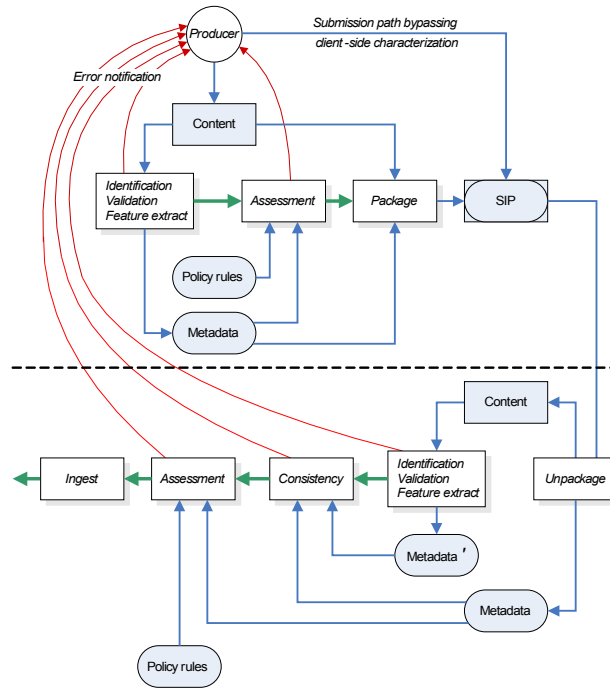 Producer
Submission path bypassing
client-side characterization
Error notification
Content
Identification
Validation
Feature extract
Assessment
Package
SIP
Policy rules
Metadata
Content
Ingest
Assessment
Consistency
Identification
Validation
Feature extract
Unpackage
Metadata ′
Metadata
Policy rules